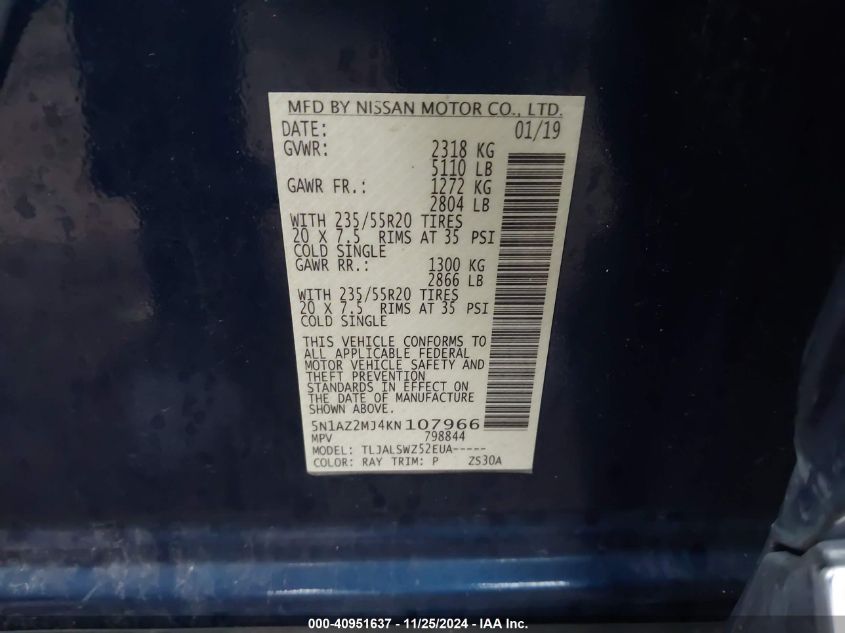 MFD BY NISSAN MOTOR CO., LTD.
DATE: 01/19
GVWR: 2318 KG
5110 LB
GAWR FR.: 1272 KG
2804 LB
WITH 235/55R20 TIRES
20 X 7.5 RIMS AT 35 PSI
COLD SINGLE
GAWR RR.: 1300 KG
2866 LB
WITH 235/55R20 TIRES
20 X 7.5 RIMS AT 35 PSI
COLD SINGLE
THIS VEHICLE CONFORMS TO
ALL APPLICABLE FEDERAL
MOTOR VEHICLE SAFETY AND
THEFT PREVENTION
STANDARDS IN EFFECT ON
THE DATE OF MANUFACTURE
SHOWN ABOVE.
5N1AZ2MJ4KN107966
MPV 798844
MODEL: TLJALSWZ52EUA-----
COLOR: RAY TRIM: P ZS30A
000-40951637 - 11/25/2024 - IAA Inc.